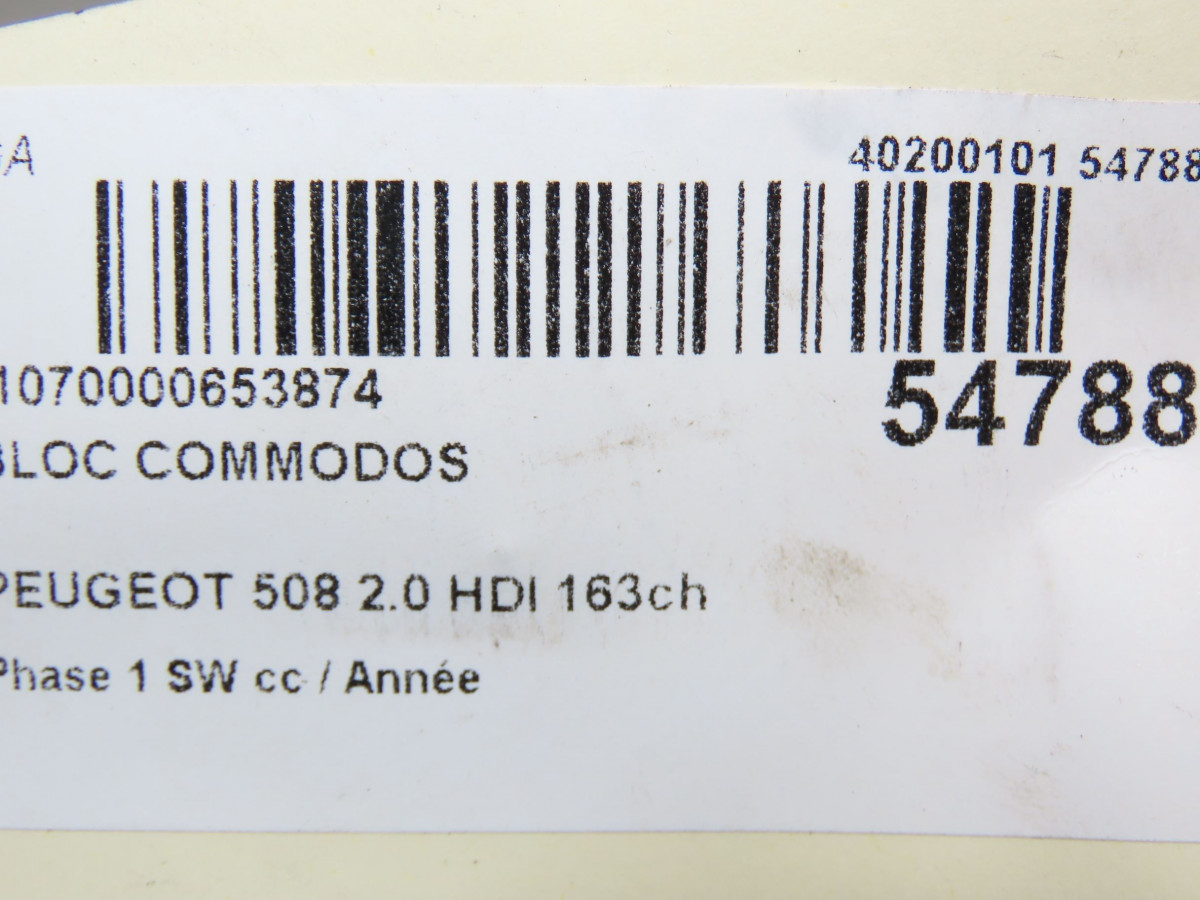 40200101 54788
1070000653874
54788
BLOC COMMODOS
PEUGEOT 508 2.0 HDI 163ch
Phase 1 SW cc / Année